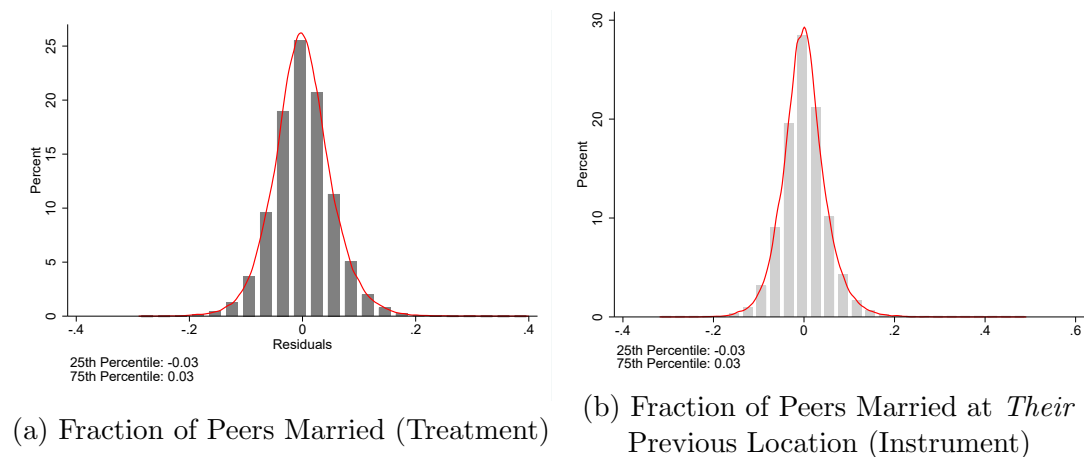 Percent
0
5
10
15
20
25
-.4
-.2
0
.2
.4
Residuals
25th Percentile: -0.03
75th Percentile: 0.03
(a) Fraction of Peers Married (Treatment)
Percent
0
10
20
30
-.4
-.2
0
.2
.4
.6
25th Percentile: -0.03
75th Percentile: 0.03
(b) Fraction of Peers Married at Their
Previous Location (Instrument)